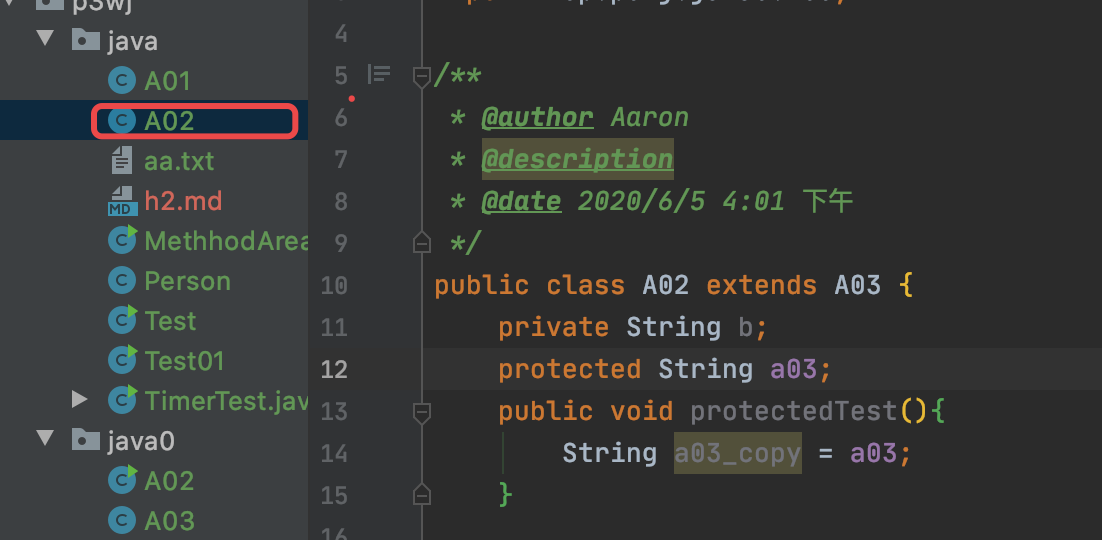 p3wj
java
A01
A02
aa.txt
MD h2.md
MethhodArea
Person
Test
Test01
TimerTest.jav
java0
A02
A03
4
5 /**
6 * @author Aaron
7 * @description
8 * @date 2020/6/5 4:01 下午
9 */
10 public class A02 extends A03 {
11 private String b;
12 protected String a03;
13 public void protectedTest(){
14 String a03_copy = a03;
15 }
16